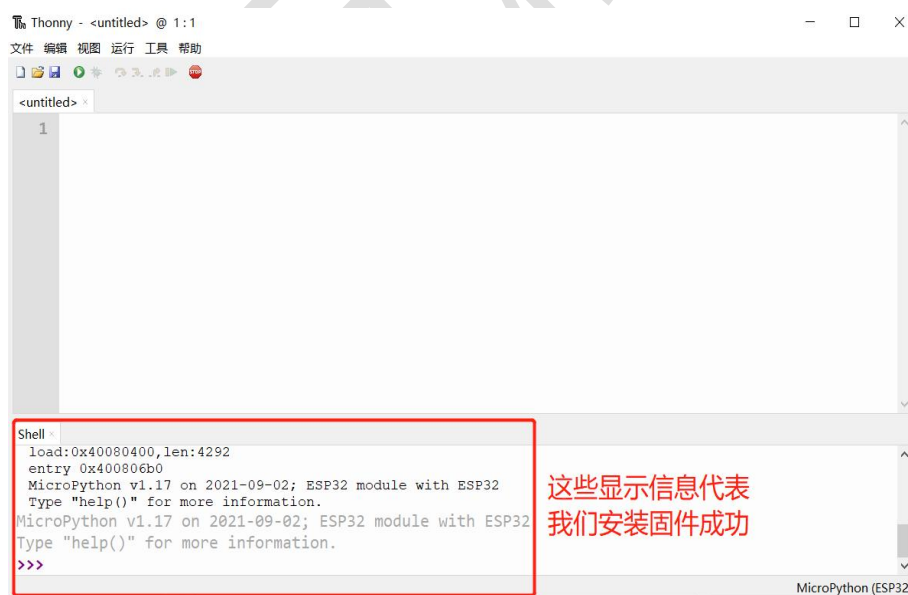 Thonny - <untitled> @ 1:1
文件 编辑 视图 运行 工具 帮助
STOP
<untitled> ×
1
Shell ×
load:0x40080400,len:4292
entry 0x400806b0
MicroPython v1.17 on 2021-09-02; ESP32 module with ESP32
Type "help()" for more information.
MicroPython v1.17 on 2021-09-02; ESP32 module with ESP32
Type "help()" for more information.
>>>
这些显示信息代表
我们安装固件成功
MicroPython (ESP32